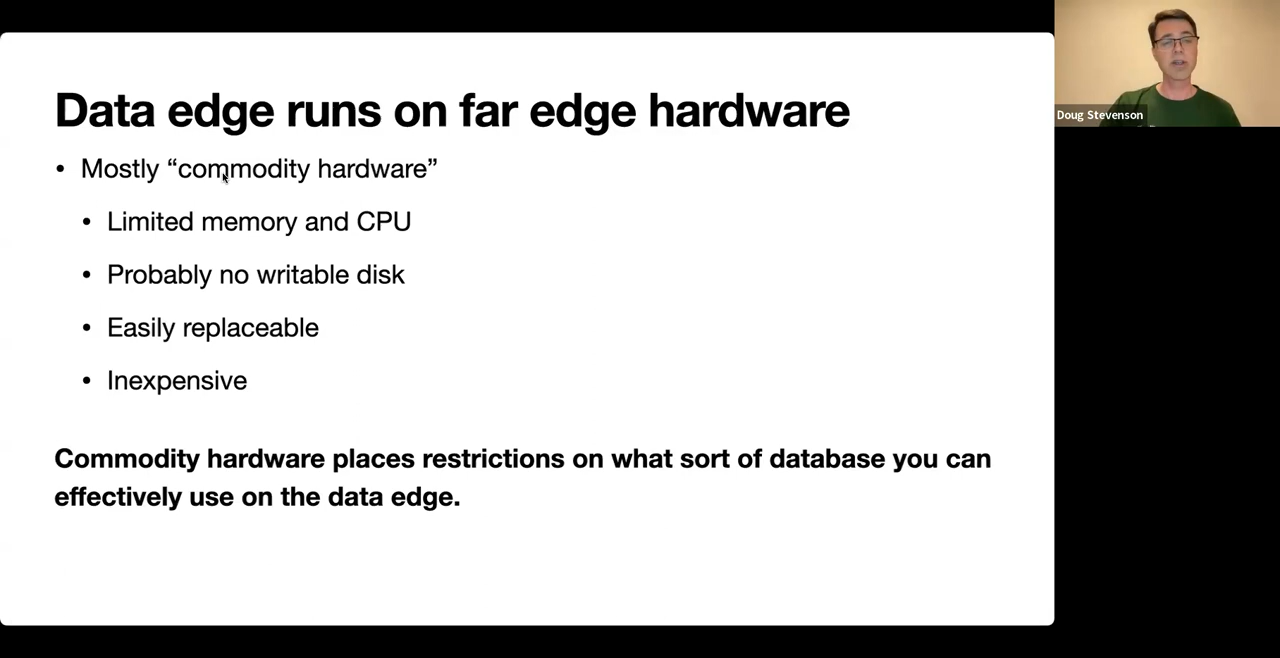 Data edge runs on far edge hardware
• Mostly “commodity hardware”
• Limited memory and CPU
• Probably no writable disk
• Easily replaceable
• Inexpensive
Commodity hardware places restrictions on what sort of database you can
effectively use on the data edge.
Doug Stevenson